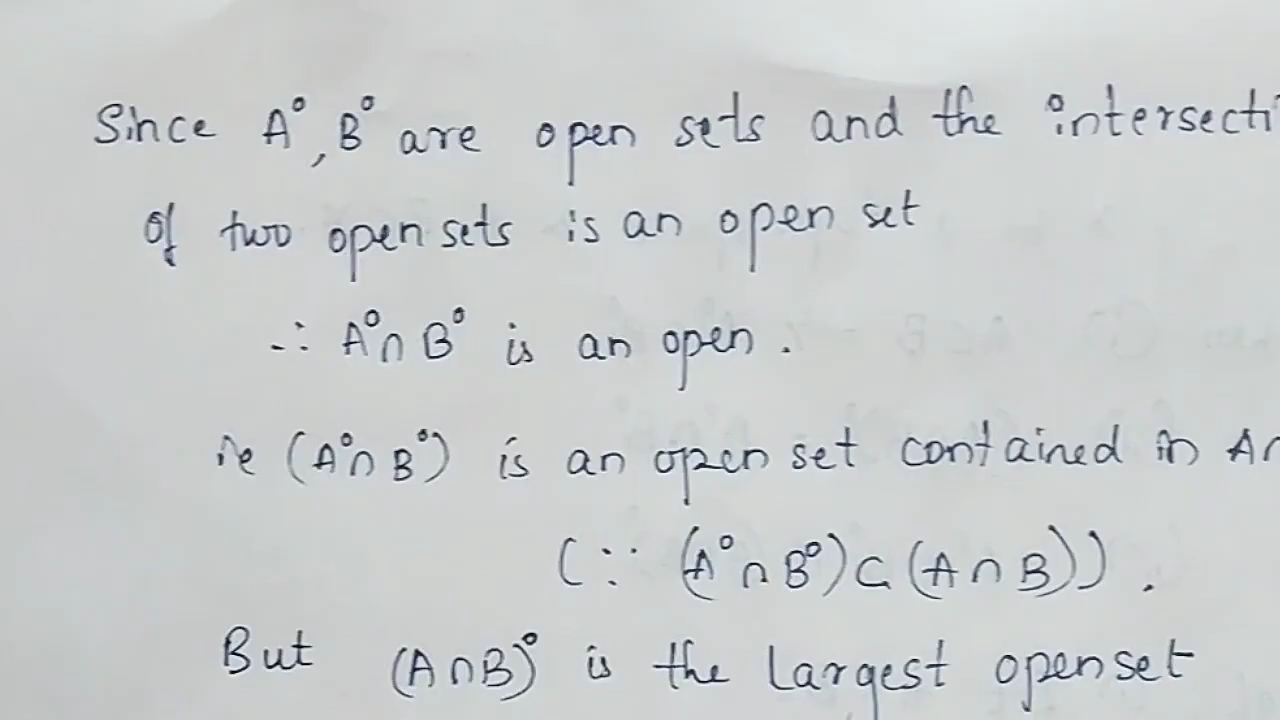 Since A°, B° are open sets and the intersecti
of two open sets is an open set
∴ A°∩ B° is an open.
ie (A°∩ B°) is an open set contained in A∩
(∵ (A°∩ B°) ⊂ (A ∩ B)).
But (A∩B)° is the largest open set